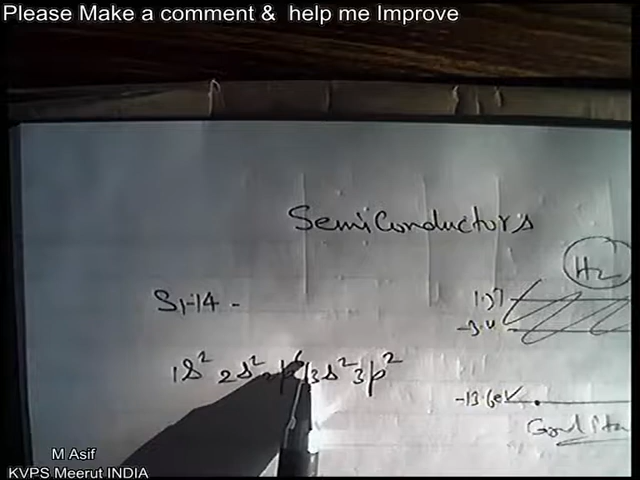 Please Make a comment &  help me Improve
SemiConductors
H2
Si-14 -
-13.6eV
1s² 2s² 2p⁶ 3s² 3p²
M Asif
KVPS Meerut INDIA